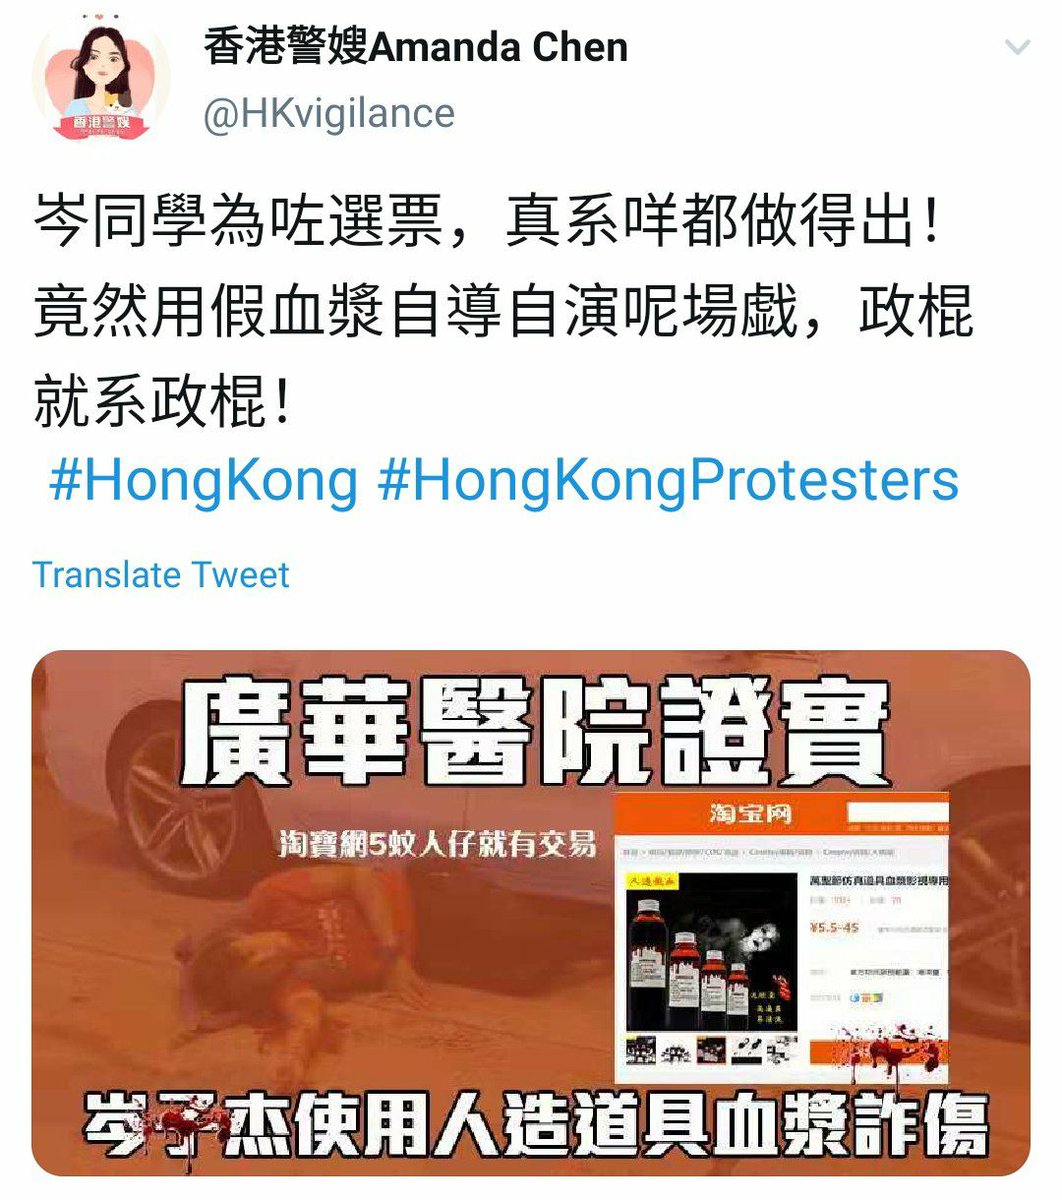 香港警嫂Amanda Chen
@HKvigilance
香港警嫂
岑同學為咗選票，真系咩都做得出！
竟然用假血漿自導自演呢場戯，政棍
就系政棍！
#HongKong #HongKongProtesters
Translate Tweet
廣華醫院證實
淘寶網5蚊人仔就有交易
淘宝网
萬聖節仿真道具血漿影視專用
¥5.5-45
岑子杰使用人造道具血漿詐傷